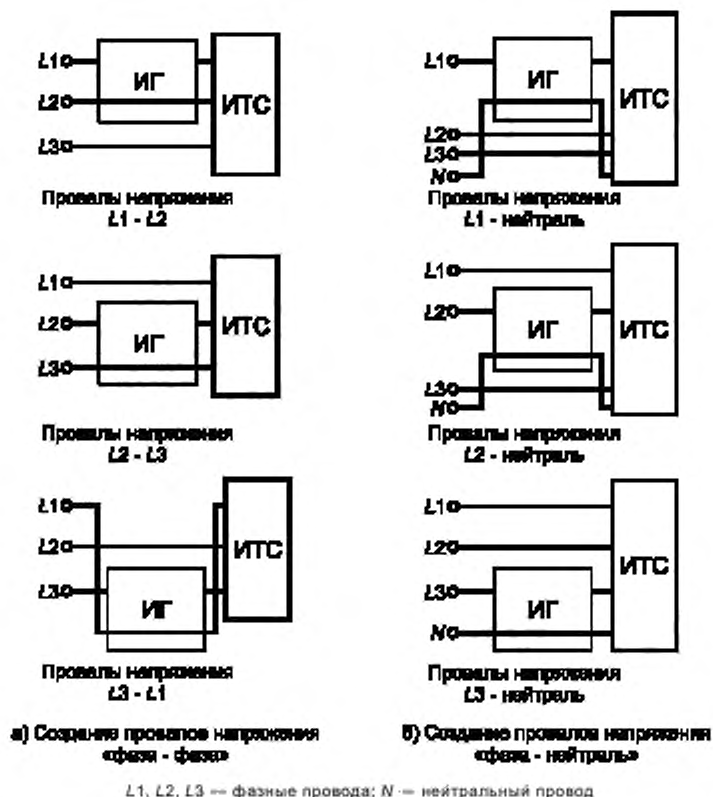 L1
ИГ
ИТС
L2
L3
Провалы напряжения
L1 - L2
L1
ИГ
ИТС
L2
L3
N
Провалы напряжения
L1 - нейтраль
L1
L2
ИГ
ИТС
L3
Провалы напряжения
L2 - L3
L1
L2
ИГ
ИТС
L3
N
Провалы напряжения
L2 - нейтраль
L1
L2
ИТС
L3
ИГ
Провалы напряжения
L3 - L1
L1
L2
ИТС
L3
ИГ
N
Провалы напряжения
L3 - нейтраль
а) Создание провалов напряжения
«фаза - фаза»
б) Создание провалов напряжения
«фаза - нейтраль»
L1, L2, L3 — фазные провода; N — нейтральный провод